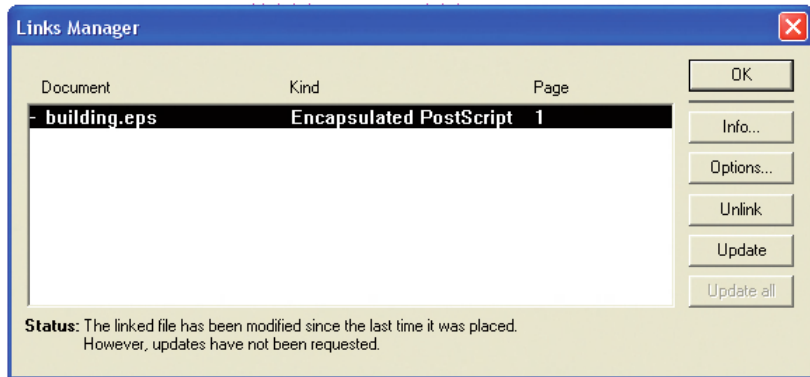 Links Manager
Document Kind Page
- building.eps Encapsulated PostScript 1
OK
Info...
Options...
Unlink
Update
Update all
Status: The linked file has been modified since the last time it was placed.
However, updates have not been requested.